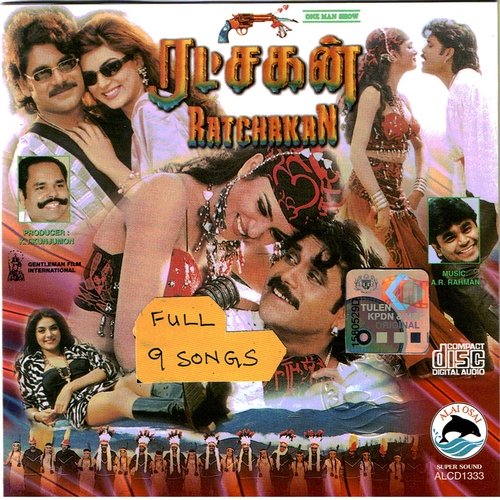 ONE MAN SHOW
ரட்சகன்
RATCHAKAN
PRODUCER :
K.T.KUNJUMON
GENTLEMAN FILM
INTERNATIONAL
MUSIC:
A.R. RAHMAN
TULEN
KPDN &
ORIGINAL
FULL
9 SONGS
COMPACT
disc
DIGITAL AUDIO
ALAI OSAI
SUPER SOUND
ALCD1333